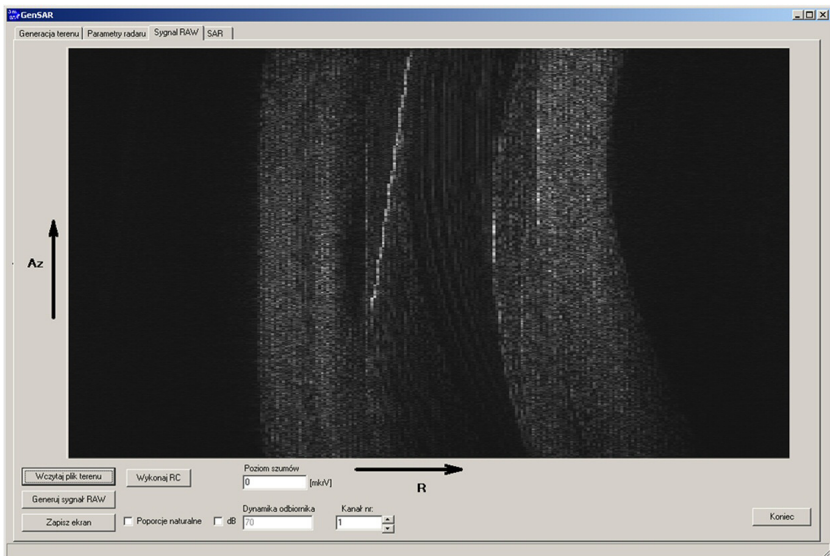 GenSAR
Generacja terenu Parametry radaru Sygnał RAW SAR
Az
R
Wczytaj plik terenu Wykonaj RC Poziom szumów
0 [mkV]
Generuj sygnał RAW
Dynamika odbiornika Kanał nr:
Zapisz ekran Poporcje naturalne dB 70 1
Koniec